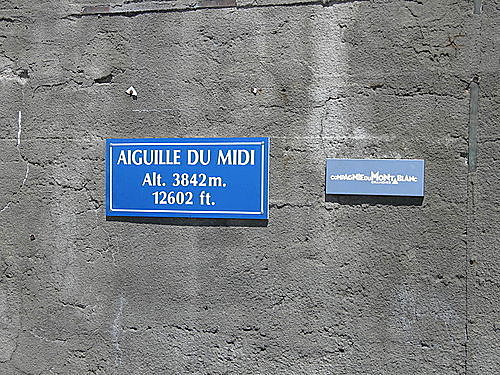 AIGUILLE DU MIDI
Alt. 3842m.
12602 ft.
COMPAGNIE DU MONT BLANC